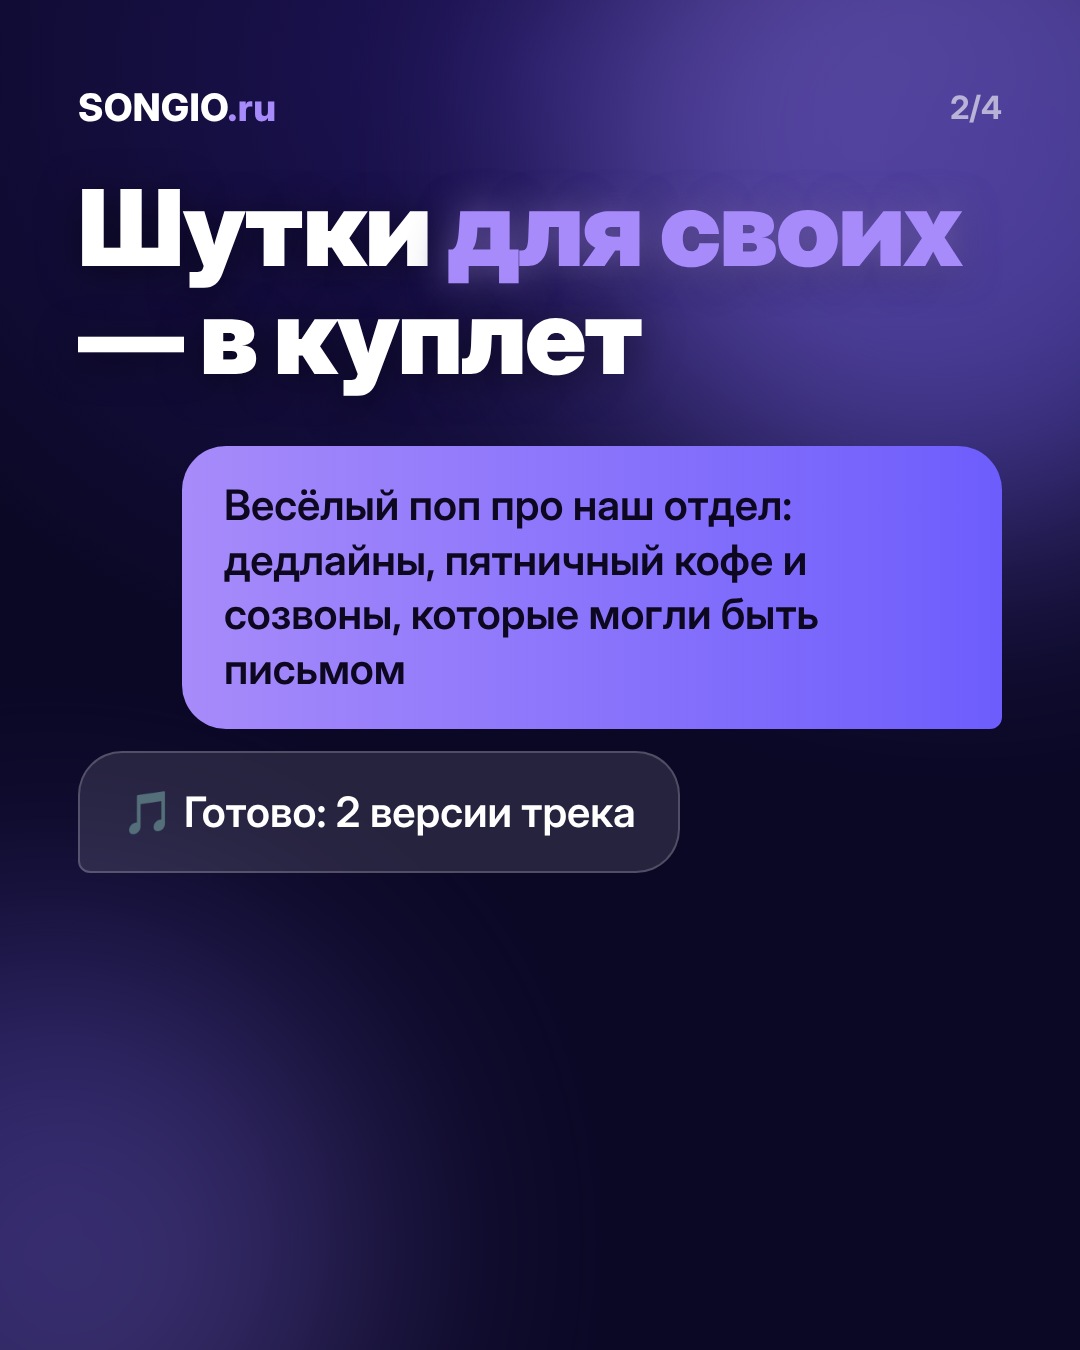 SONGIO.ru
2/4
Шутки для своих
— в куплет
Весёлый поп про наш отдел:
дедлайны, пятничный кофе и
созвоны, которые могли быть
письмом
🎵 Готово: 2 версии трека